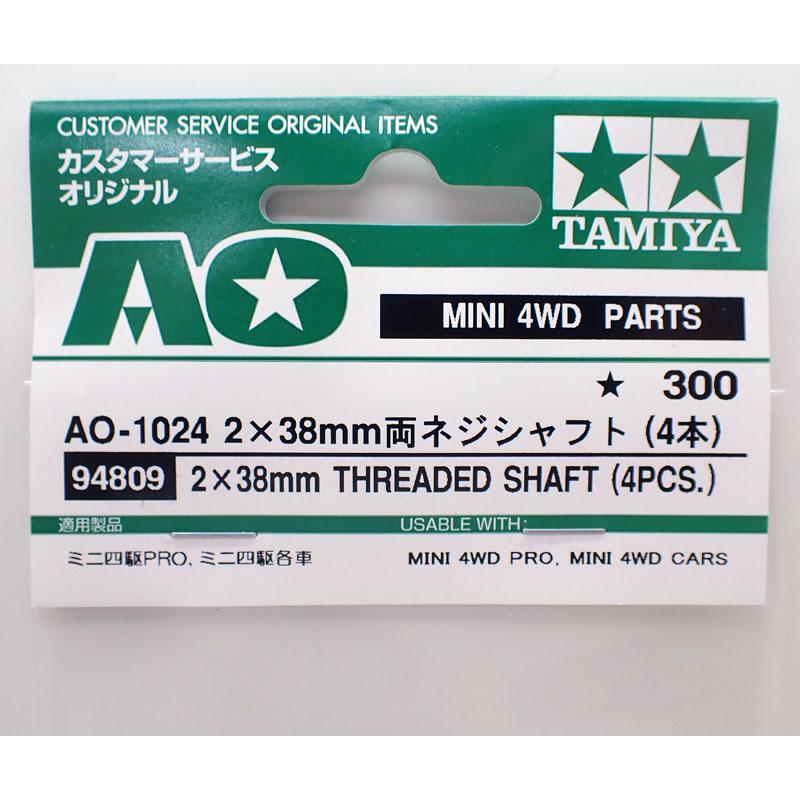 CUSTOMER SERVICE ORIGINAL ITEMS
カスタマーサービス
オリジナル
TAMIYA
AO
MINI 4WD PARTS
★ 300
AO-1024 2×38mm両ネジシャフト (4本)
94809 2×38mm THREADED SHAFT (4PCS.)
適用製品 USABLE WITH:
ミニ四駆PRO、ミニ四駆各車 MINI 4WD PRO, MINI 4WD CARS